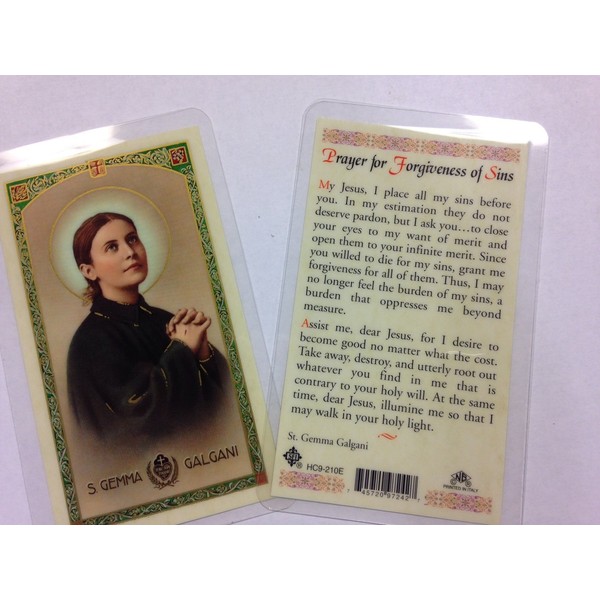 S. GEMMA GALGANI
Prayer for Forgiveness of Sins
My Jesus, I place all my sins before
you. In my estimation they do not
deserve pardon, but I ask you…to close
your eyes to my want of merit and
open them to your infinite merit. Since
you willed to die for my sins, grant me
forgiveness for all of them. Thus, I may
no longer feel the burden of my sins, a
burden that oppresses me beyond
measure.
Assist me, dear Jesus, for I desire to
become good no matter what the cost.
Take away, destroy, and utterly root out
whatever you find in me that is
contrary to your holy will. At the same
time, dear Jesus, illumine me so that I
may walk in your holy light.
St. Gemma Galgani
HC9-210E
PRINTED IN ITALY